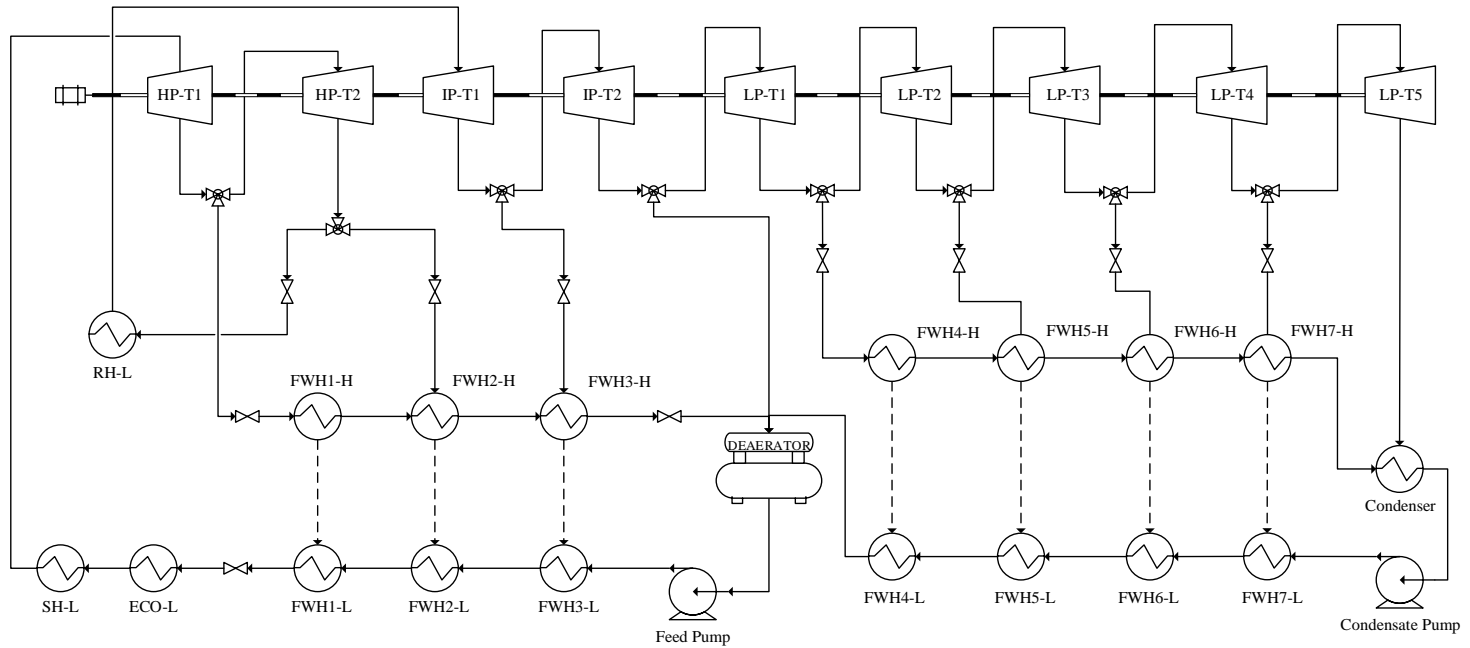 HP-T1
HP-T2
IP-T1
IP-T2
LP-T1
LP-T2
LP-T3
LP-T4
LP-T5
RH-L
FWH1-H
FWH2-H
FWH3-H
FWH4-H
FWH5-H
FWH6-H
FWH7-H
DEAERATOR
Condenser
SH-L
ECO-L
FWH1-L
FWH2-L
FWH3-L
Feed Pump
FWH4-L
FWH5-L
FWH6-L
FWH7-L
Condensate Pump